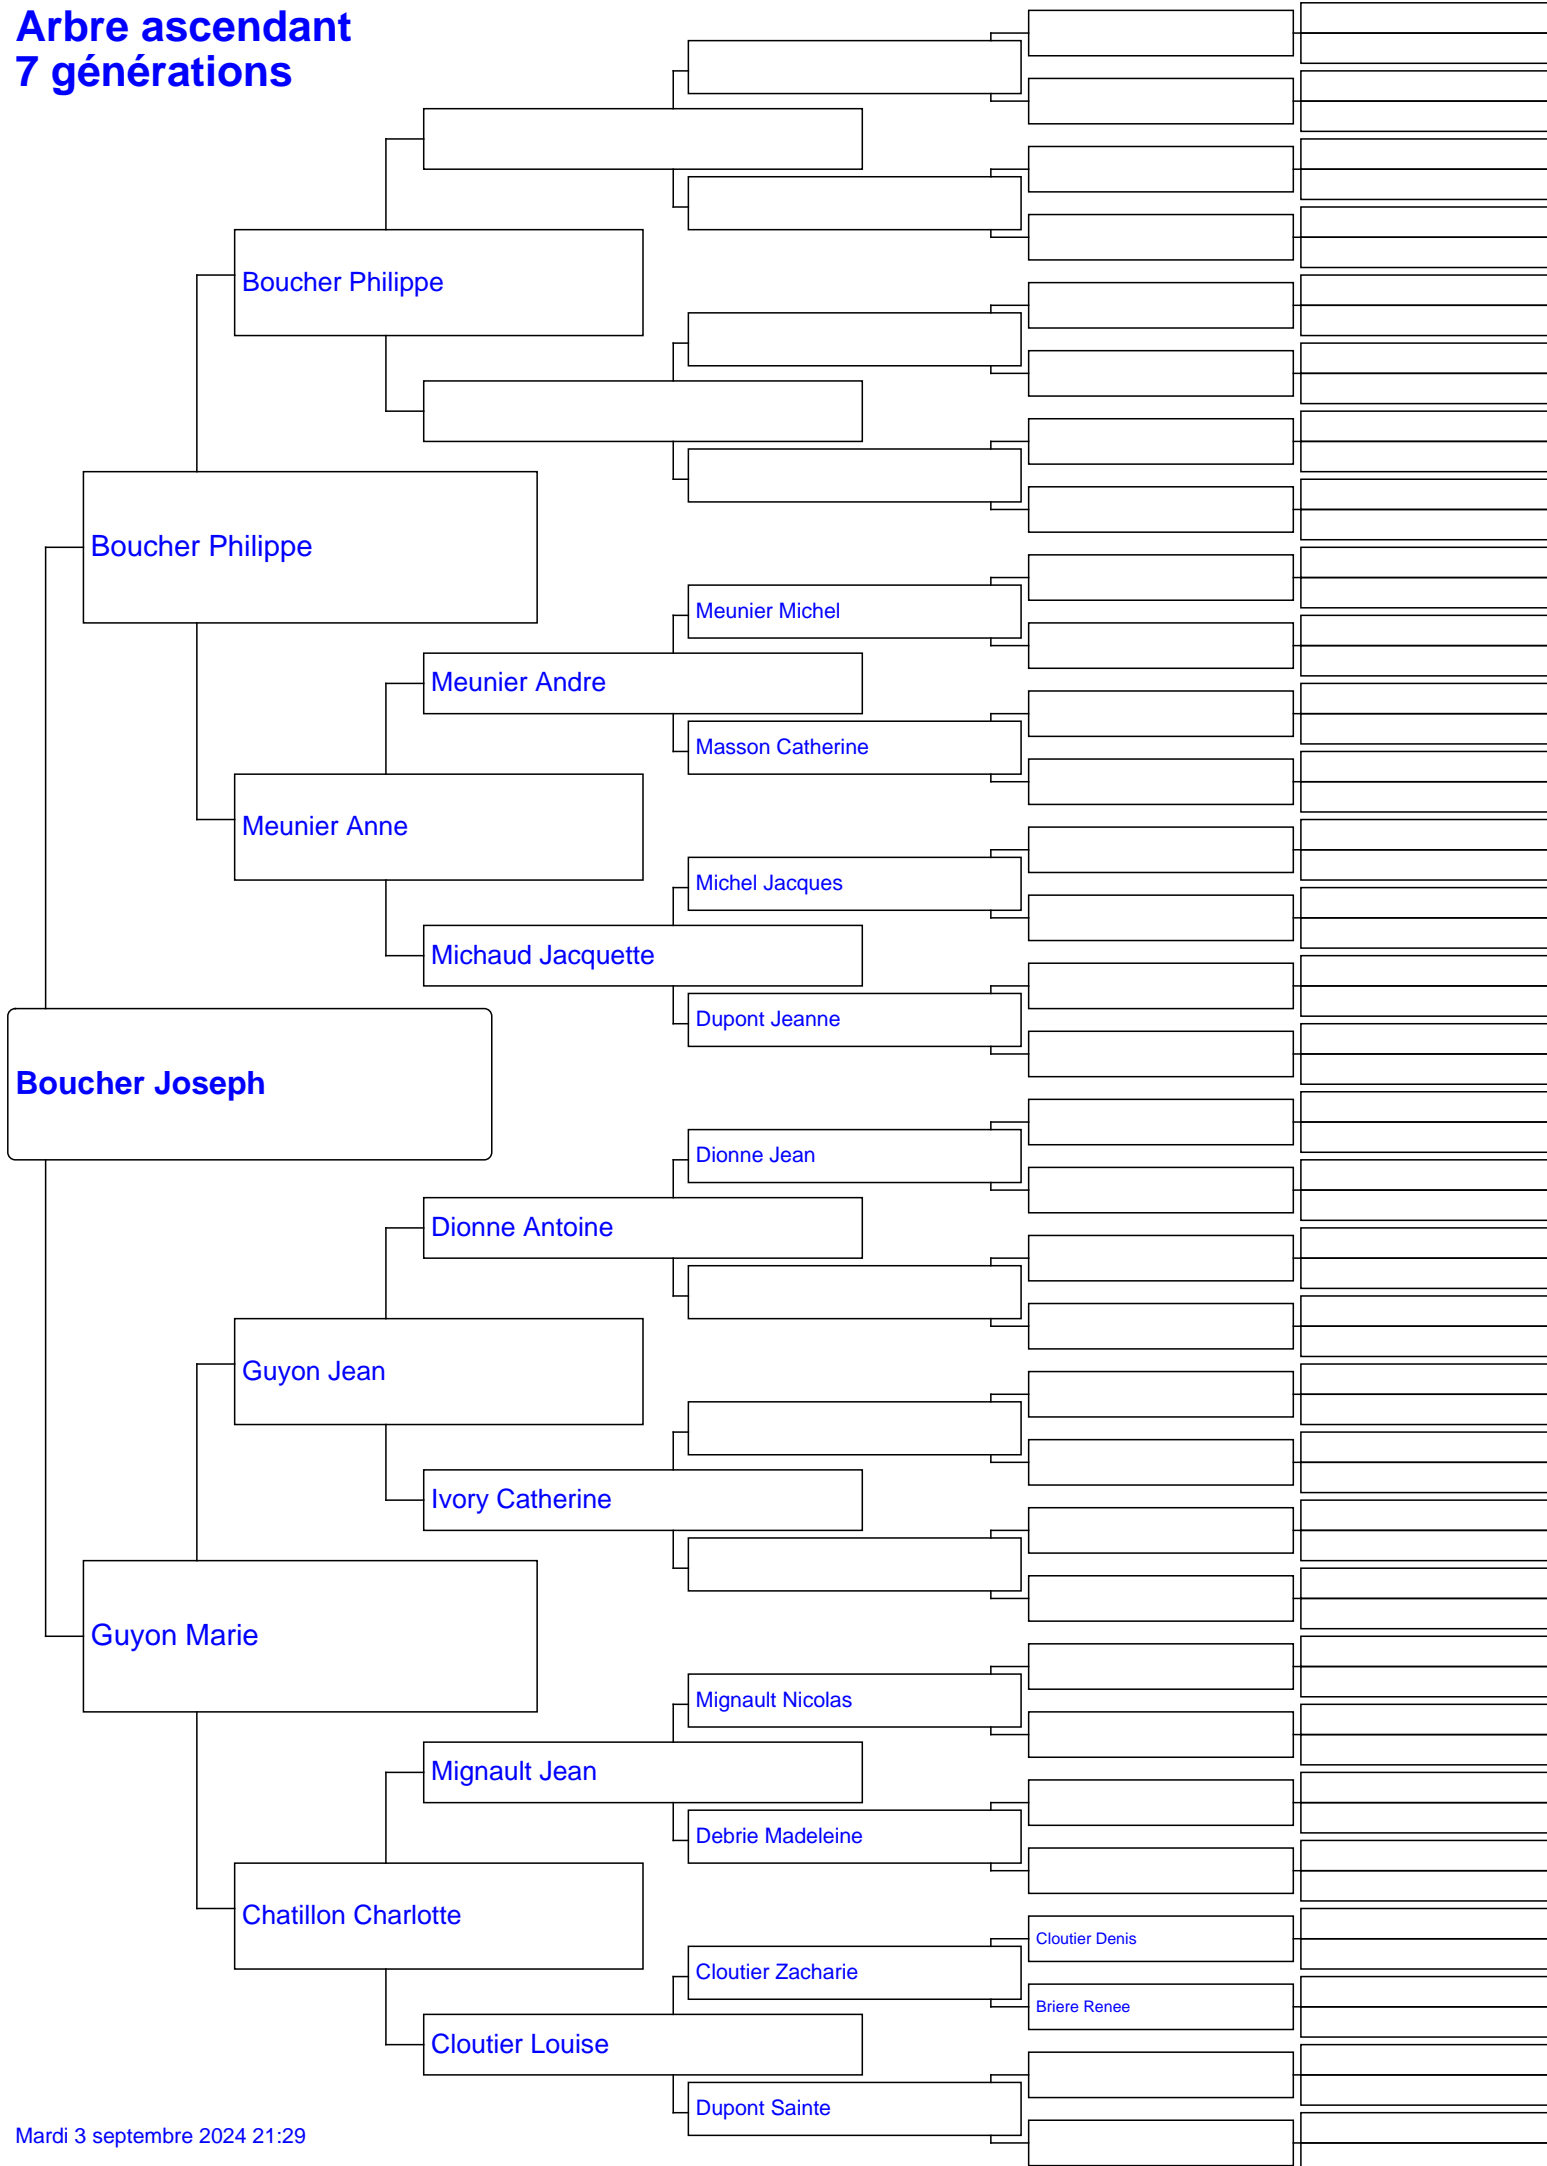 Arbre ascendant
7 générations
Boucher Philippe
Boucher Philippe
Meunier Michel
Meunier Andre
Masson Catherine
Meunier Anne
Michel Jacques
Michaud Jacquette
Dupont Jeanne
Boucher Joseph
Dionne Jean
Dionne Antoine
Guyon Jean
Ivory Catherine
Guyon Marie
Mignault Nicolas
Mignault Jean
Debrie Madeleine
Chatillon Charlotte
Cloutier Denis
Cloutier Zacharie
Briere Renee
Cloutier Louise
Dupont Sainte
Mardi 3 septembre 2024 21:29